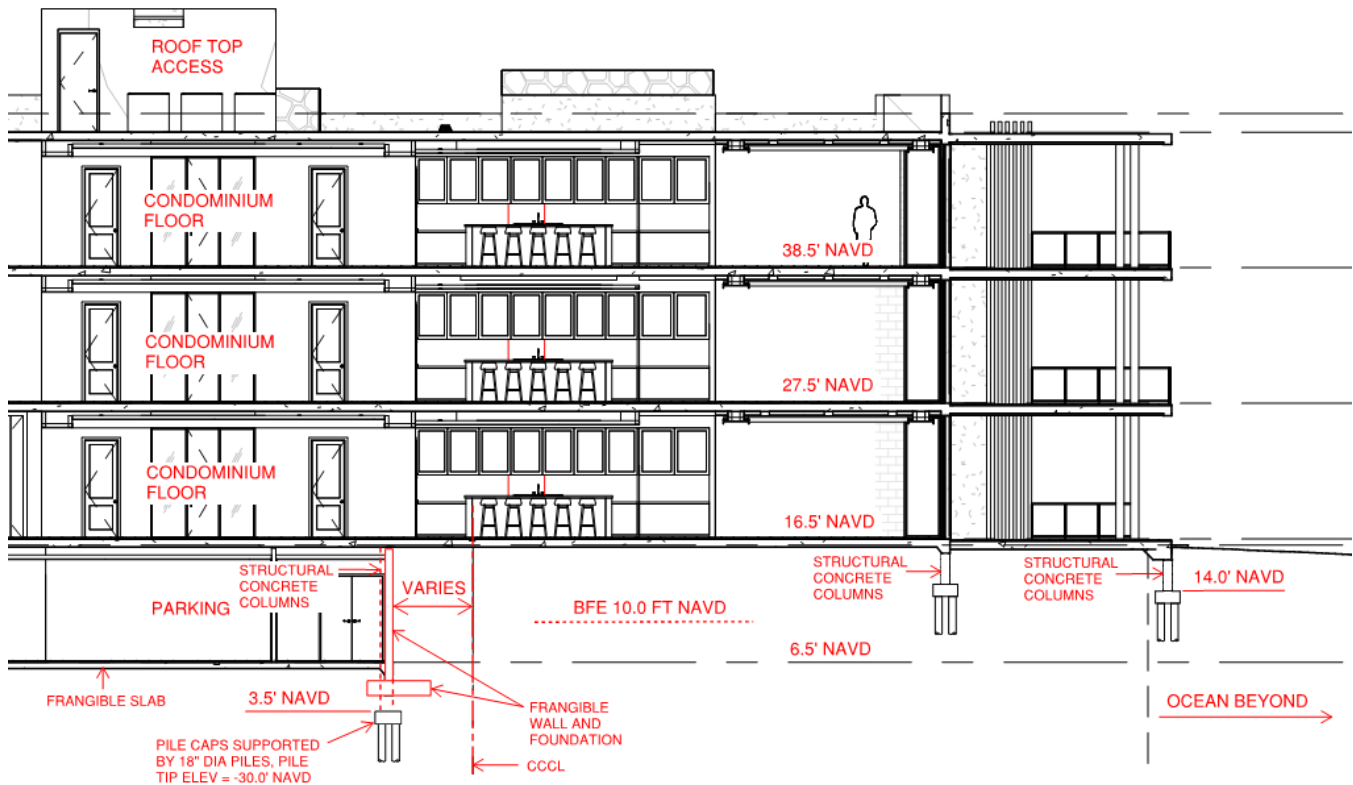 ROOF TOP
ACCESS
CONDOMINIUM
FLOOR
38.5' NAVD
CONDOMINIUM
FLOOR
27.5' NAVD
CONDOMINIUM
FLOOR
16.5' NAVD
STRUCTURAL
CONCRETE
COLUMNS
VARIES
PARKING
BFE 10.0 FT NAVD
STRUCTURAL
CONCRETE
COLUMNS
STRUCTURAL
CONCRETE
COLUMNS
14.0' NAVD
6.5' NAVD
FRANGIBLE SLAB
3.5' NAVD
FRANGIBLE
WALL AND
FOUNDATION
OCEAN BEYOND
PILE CAPS SUPPORTED
BY 18" DIA PILES, PILE
TIP ELEV = -30.0' NAVD
CCCL